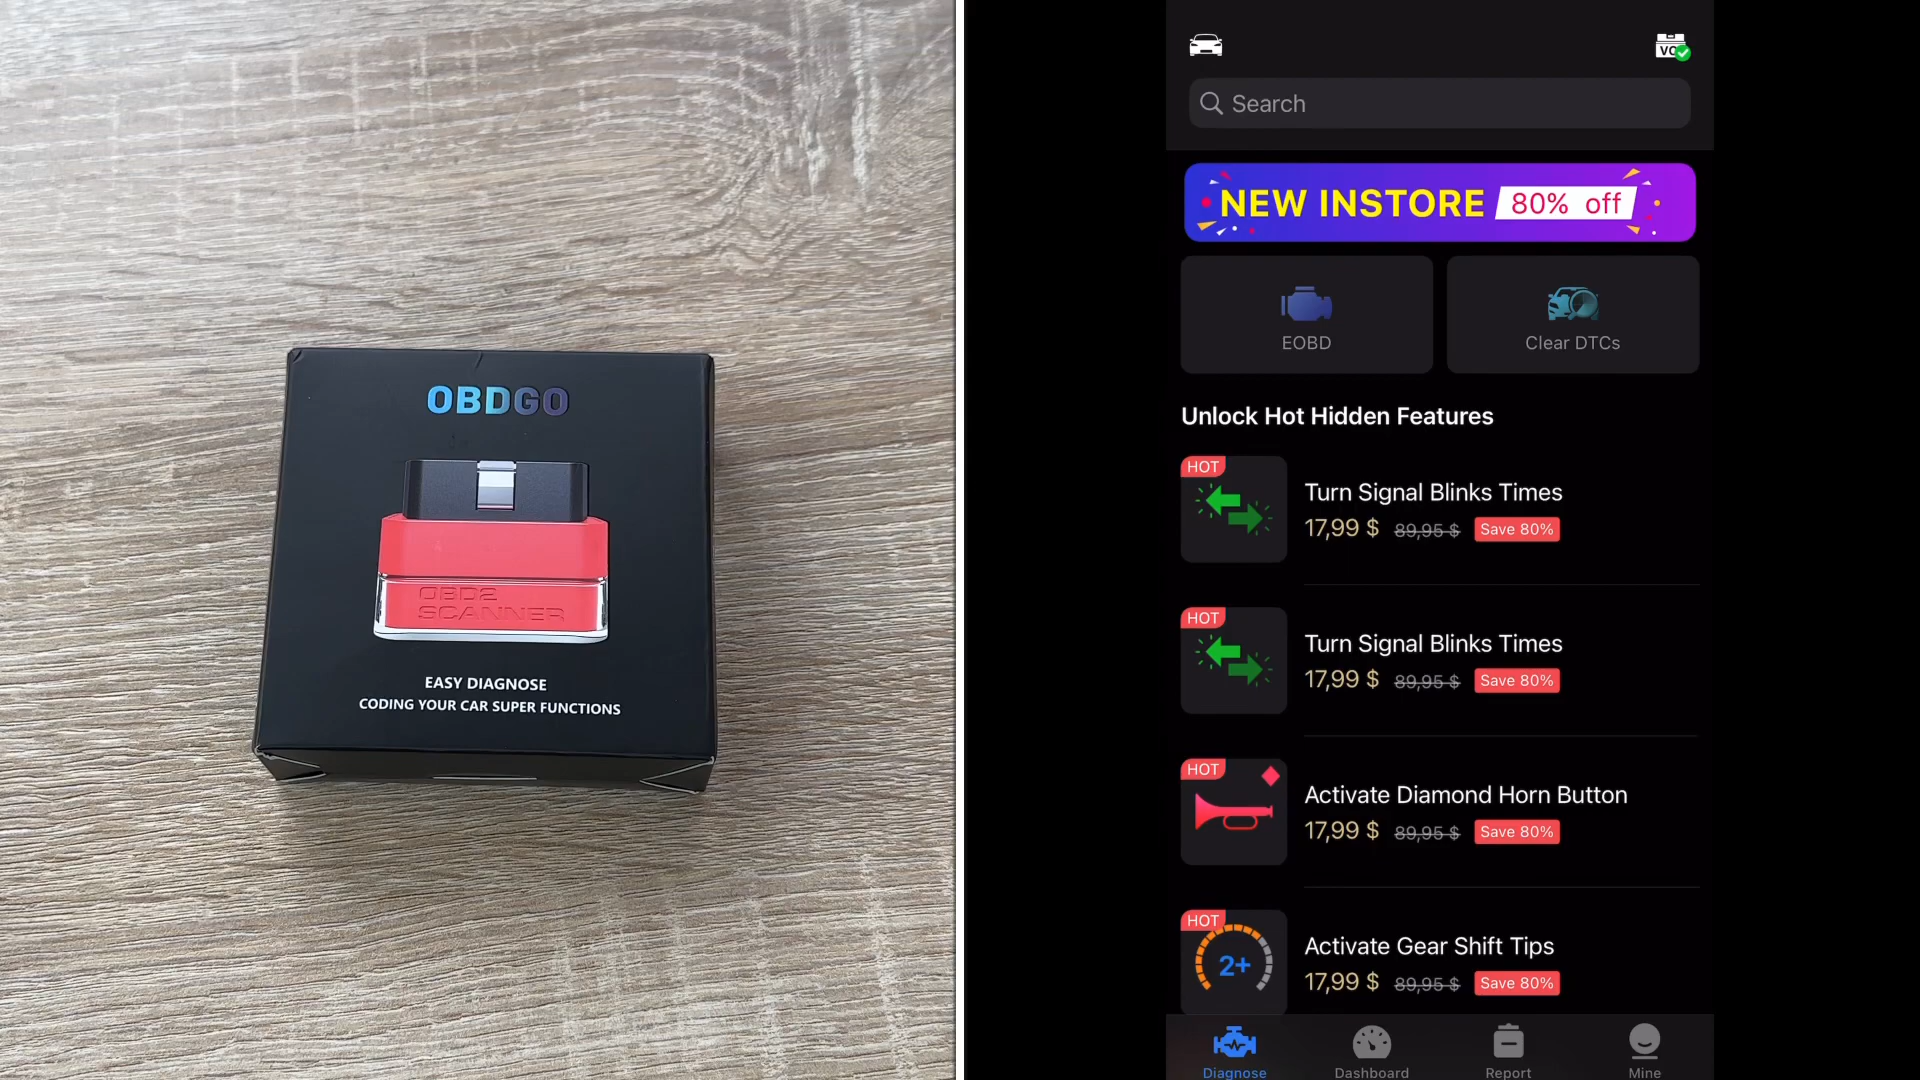 OBDGO
OBD2
SCANNER
EASY DIAGNOSE
CODING YOUR CAR SUPER FUNCTIONS
Search
NEW INSTORE 80% off
EOBD
Clear DTCs
Unlock Hot Hidden Features
HOT
Turn Signal Blinks Times
17,99 $ 89,95 $ Save 80%
HOT
Turn Signal Blinks Times
17,99 $ 89,95 $ Save 80%
HOT
Activate Diamond Horn Button
17,99 $ 89,95 $ Save 80%
HOT
2+
Activate Gear Shift Tips
17,99 $ 89,95 $ Save 80%
Diagnose
Dashboard
Report
Mine